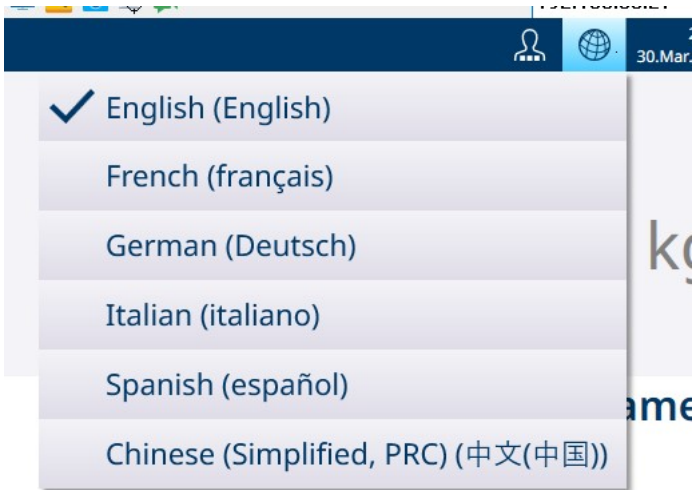 30.Mar.
English (English)
French (français)
German (Deutsch)
Italian (italiano)
Spanish (español)
Chinese (Simplified, PRC) (中文(中国))